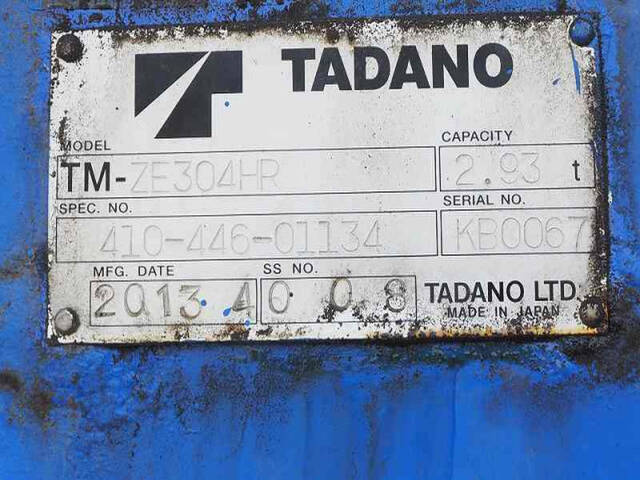 TADANO
MODEL
CAPACITY
TM-ZE304HR
2.93 t
SPEC. NO.
SERIAL NO.
410-446-01134
KB0067
MFG. DATE
SS NO.
2013 4
0 0 8
TADANO LTD.
MADE IN JAPAN